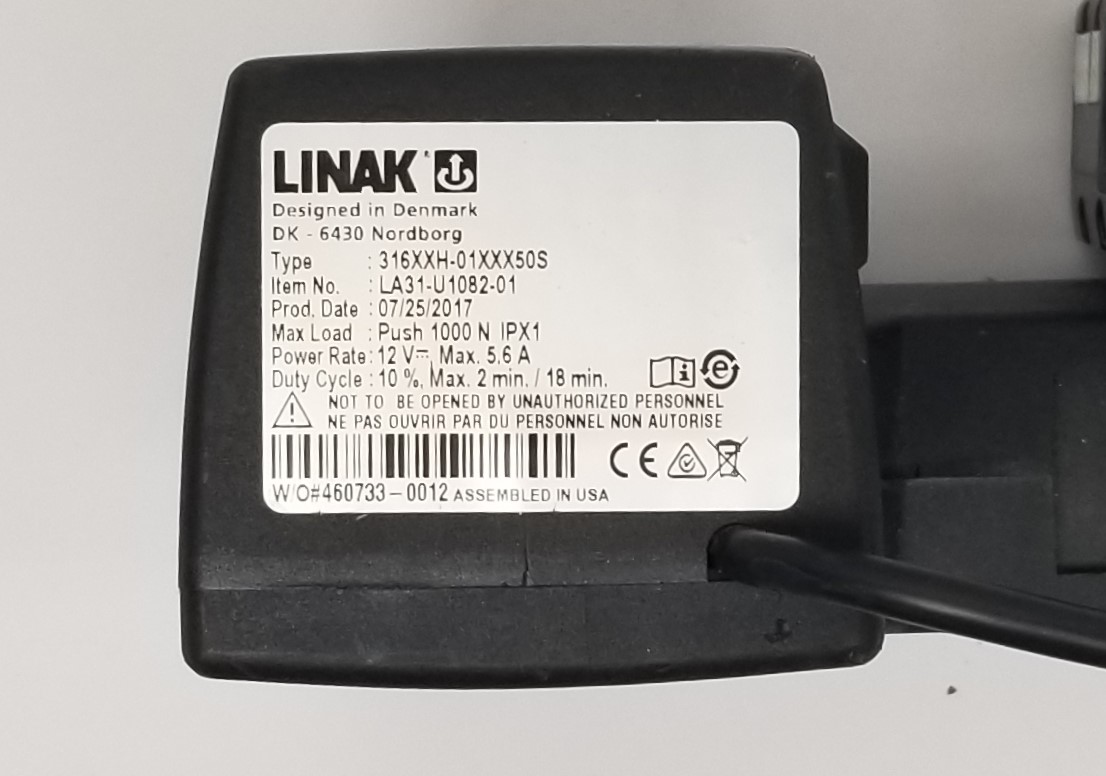 LINAK®
Designed in Denmark
DK - 6430 Nordborg
Type : 316XXH-01XXX50S
Item No. : LA31-U1082-01
Prod. Date : 07/25/2017
Max Load : Push 1000 N IPX1
Power Rate : 12 V⎓, Max. 5.6 A
Duty Cycle : 10 %, Max. 2 min. / 18 min.
NOT TO BE OPENED BY UNAUTHORIZED PERSONNEL
NE PAS OUVRIR PAR DU PERSONNEL NON AUTORISE
CE
W/O#460733-0012 ASSEMBLED IN USA